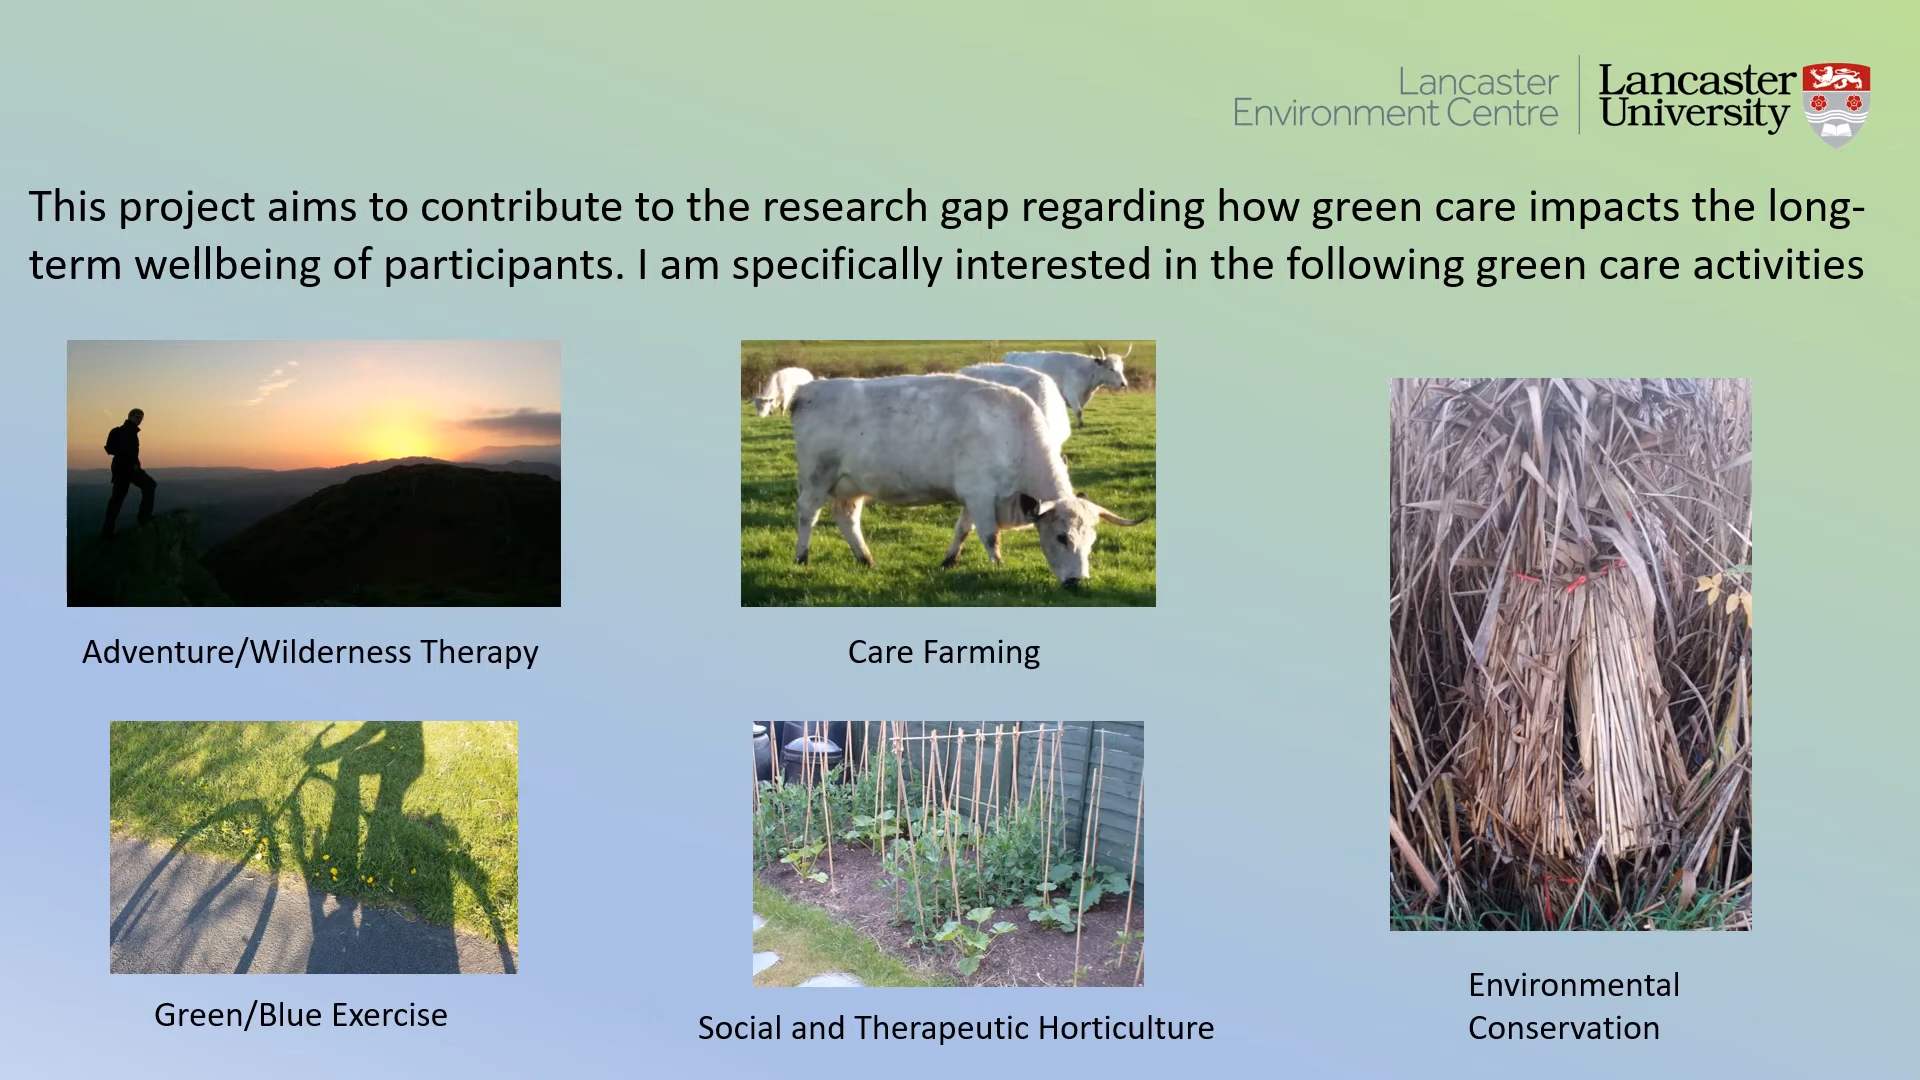 Lancaster
Environment Centre
Lancaster
University
This project aims to contribute to the research gap regarding how green care impacts the long-
term wellbeing of participants. I am specifically interested in the following green care activities
Adventure/Wilderness Therapy
Care Farming
Green/Blue Exercise
Social and Therapeutic Horticulture
Environmental
Conservation